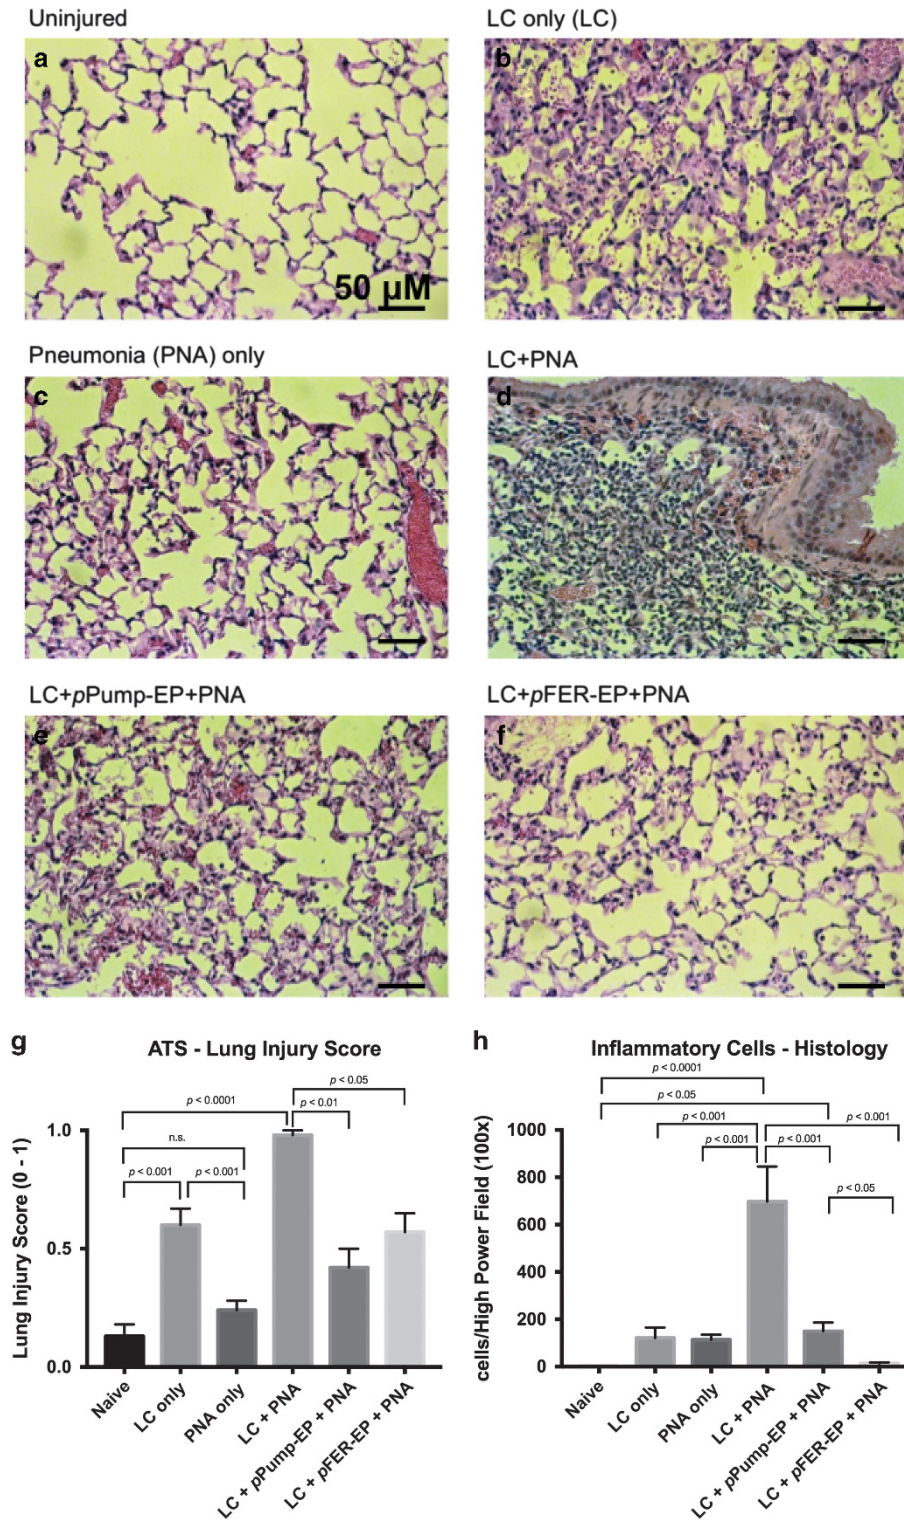 Uninjured
LC only (LC)
a
b
50 µM
Pneumonia (PNA) only
LC+PNA
c
d
LC+pPump-EP+PNA
LC+pFER-EP+PNA
e
f
g
ATS - Lung Injury Score
p < 0.05
p < 0.0001
p < 0.01
n.s.
p < 0.001
p < 0.001
Lung Injury Score (0 - 1)
1.0
0.5
0.0
Naive
LC only
PNA only
LC + PNA
LC + pPump-EP + PNA
LC + pFER-EP + PNA
h
Inflammatory Cells - Histology
p < 0.0001
p < 0.05
p < 0.001
p < 0.001
p < 0.001
p < 0.001
p < 0.05
cells/High Power Field (100x)
1000
800
600
400
200
0
Naive
LC only
PNA only
LC + PNA
LC + pPump-EP + PNA
LC + pFER-EP + PNA